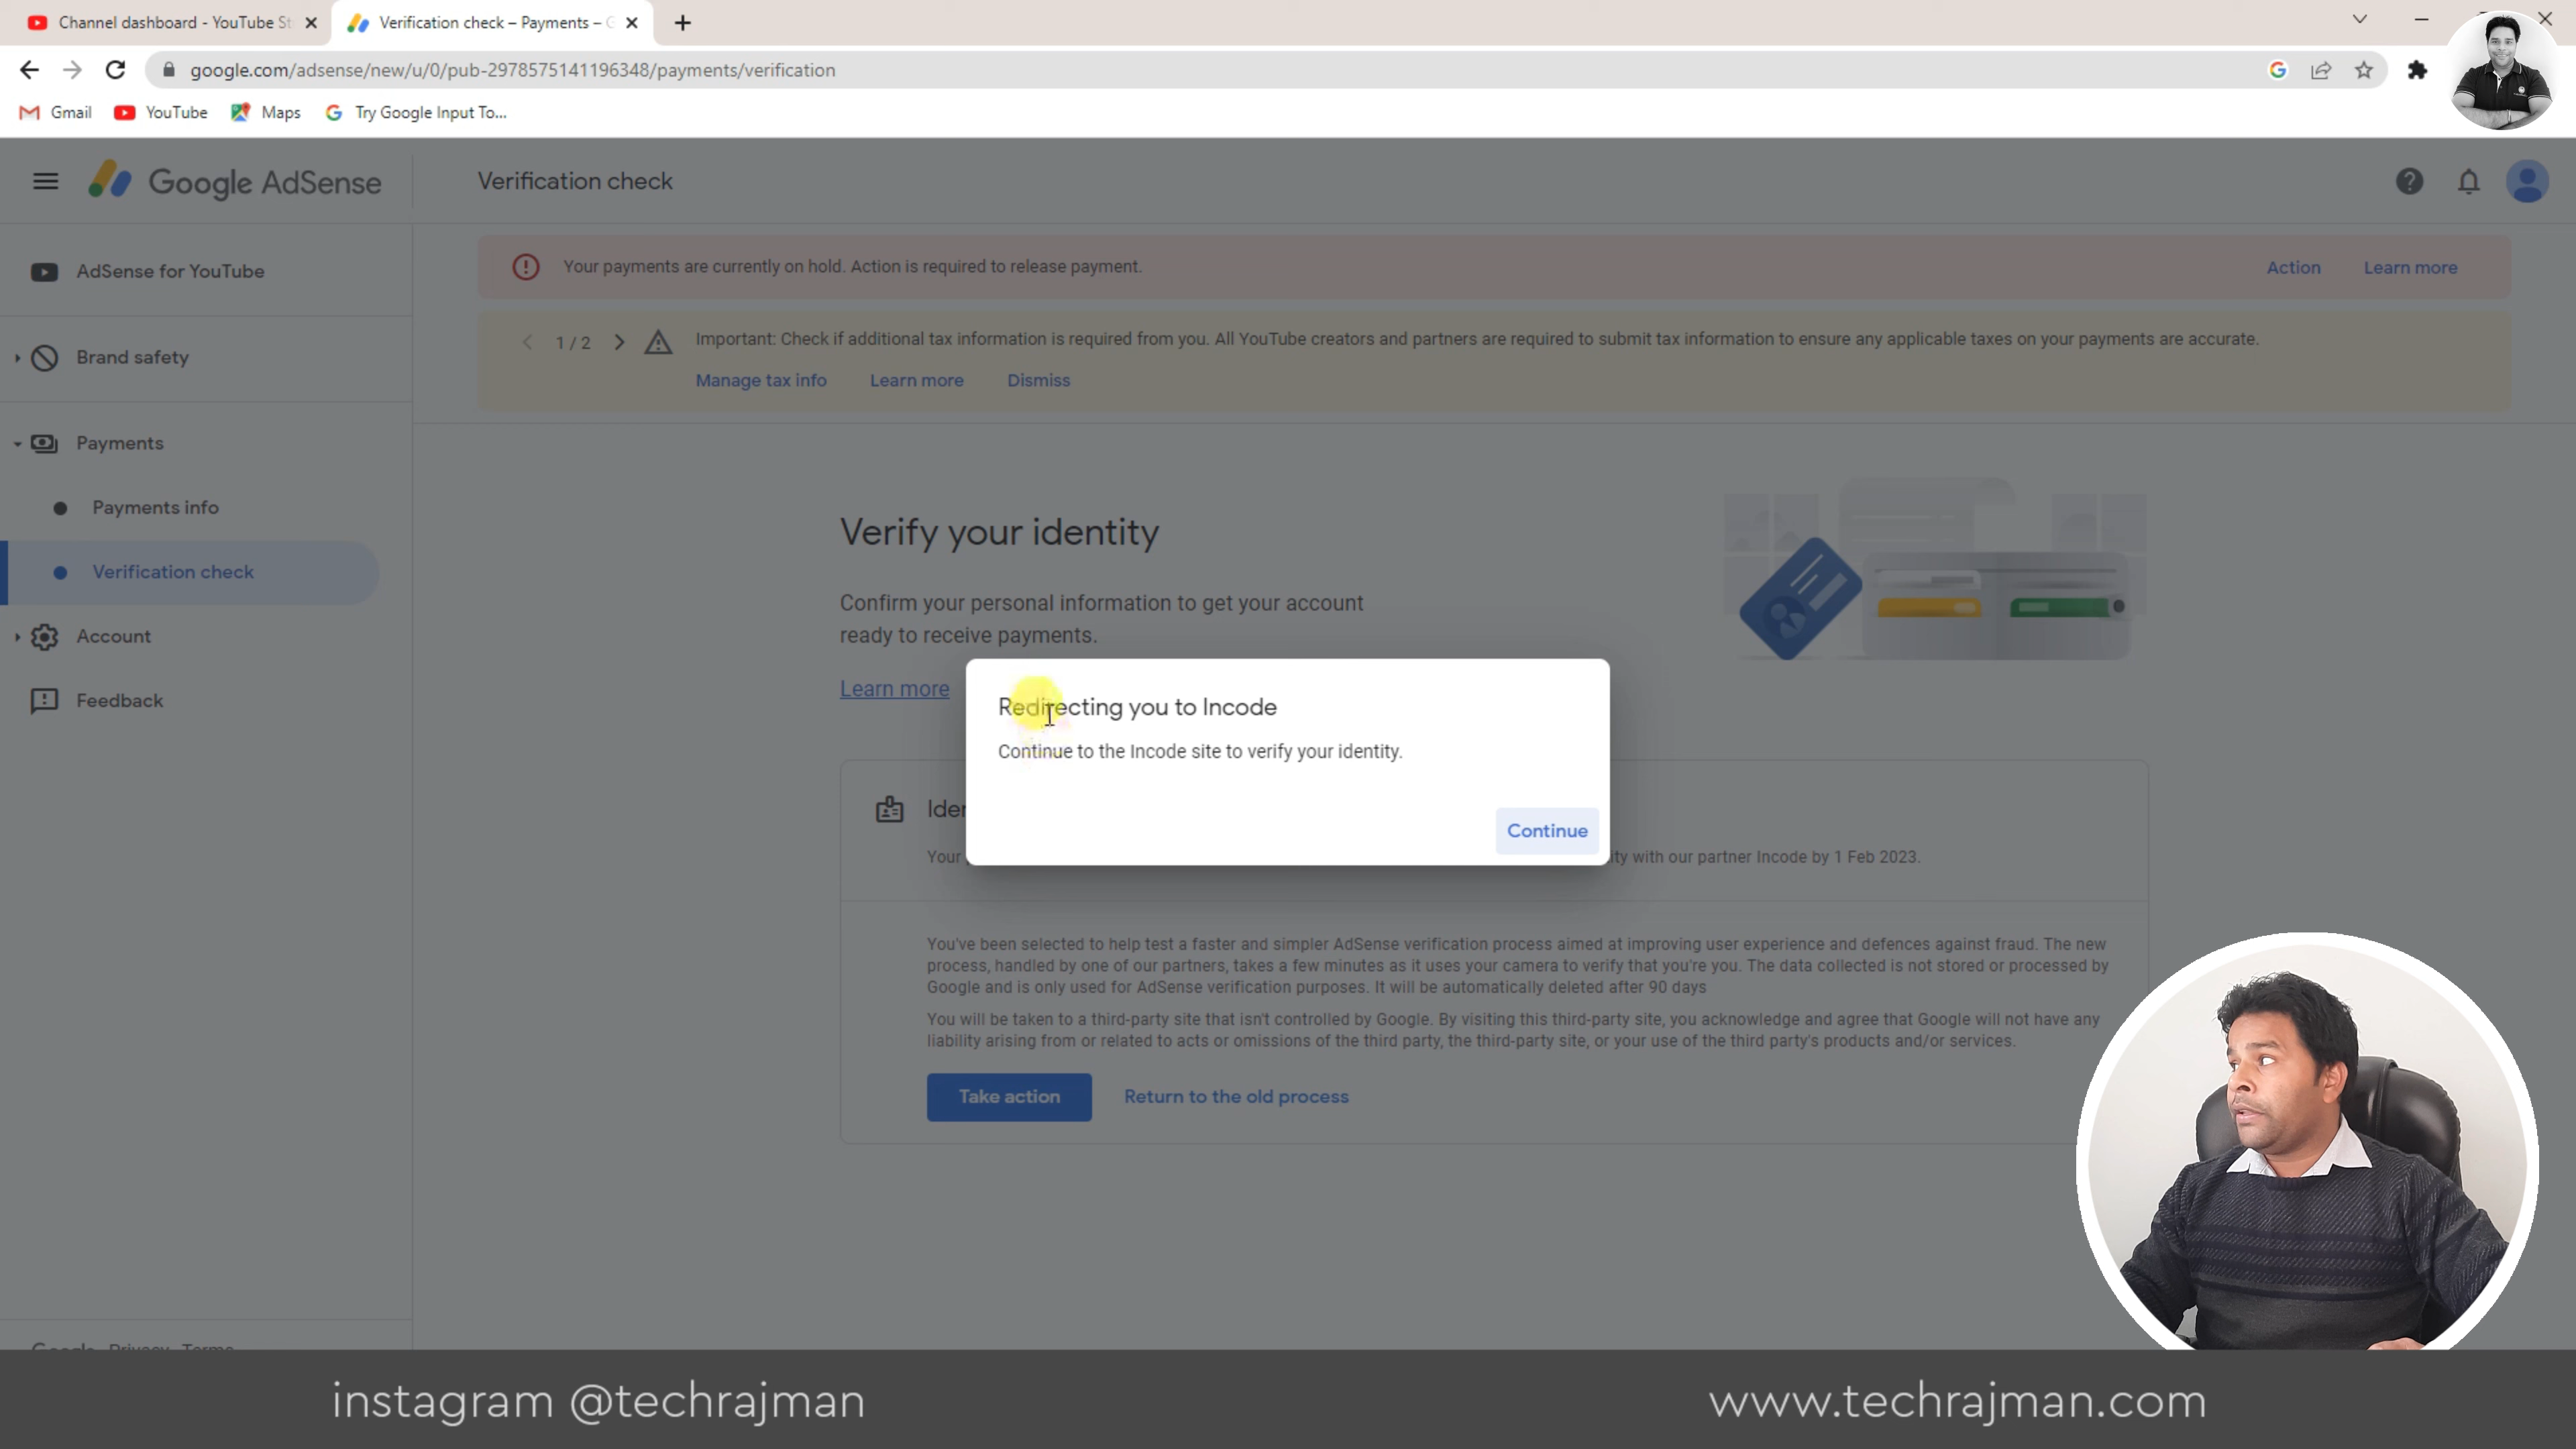 Channel dashboard - YouTube St
Verification check – Payments – G
google.com/adsense/new/u/0/pub-2978575141196348/payments/verification
Gmail
YouTube
Maps
Try Google Input To...
Google AdSense
Verification check
AdSense for YouTube
Brand safety
Payments
Payments info
Verification check
Account
Feedback
Your payments are currently on hold. Action is required to release payment.
Action
Learn more
1 / 2
Important: Check if additional tax information is required from you. All YouTube creators and partners are required to submit tax information to ensure any applicable taxes on your payments are accurate.
Manage tax info
Learn more
Dismiss
Verify your identity
Confirm your personal information to get your account
ready to receive payments.
Learn more
Redirecting you to Incode
Continue to the Incode site to verify your identity.
Continue
Iden
Your
ity with our partner Incode by 1 Feb 2023.
You've been selected to help test a faster and simpler AdSense verification process aimed at improving user experience and defences against fraud. The new
process, handled by one of our partners, takes a few minutes as it uses your camera to verify that you're you. The data collected is not stored or processed by
Google and is only used for AdSense verification purposes. It will be automatically deleted after 90 days
You will be taken to a third-party site that isn't controlled by Google. By visiting this third-party site, you acknowledge and agree that Google will not have any
liability arising from or related to acts or omissions of the third party, the third-party site, or your use of the third party's products and/or services.
Take action
Return to the old process
Google Privacy Terms
instagram @techrajman
www.techrajman.com